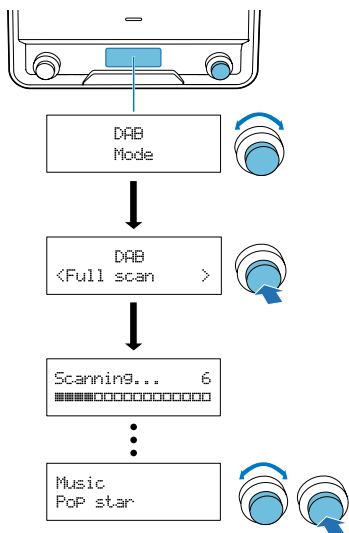 DAB
Mode
DAB
<Full scan >
Scanning... 6
Music
Pop star